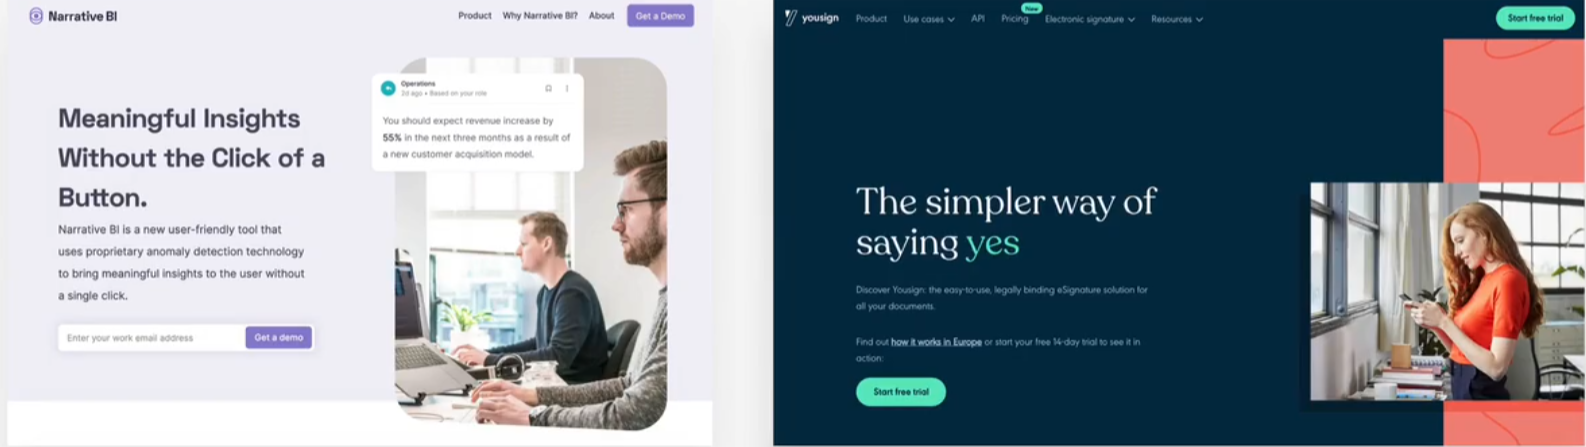 Narrative BI
Product Why Narrative BI? About Get a Demo
Meaningful Insights
Without the Click of a
Button.
Narrative BI is a new user-friendly tool that
uses proprietary anomaly detection technology
to bring meaningful insights to the user without
a single click.
Enter your work email address Get a demo
Operations
2d ago • Based on your role
You should expect revenue increase by
55% in the next three months as a result of
a new customer acquisition model.
yousign Product Use cases API Pricing New Electronic signature Resources Start free trial
The simpler way of
saying yes
Discover Yousign: the easy-to-use, legally binding eSignature solution for
all your documents.
Find out how it works in Europe or start your free 14-day trial to see it in
action:
Start free trial